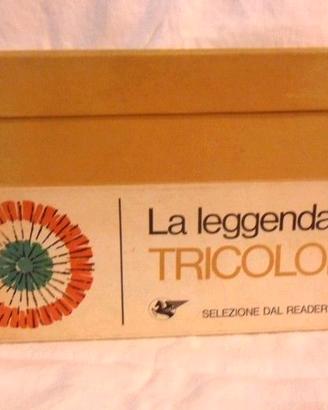 La leggenda
TRICOLO
SELEZIONE DAL READER